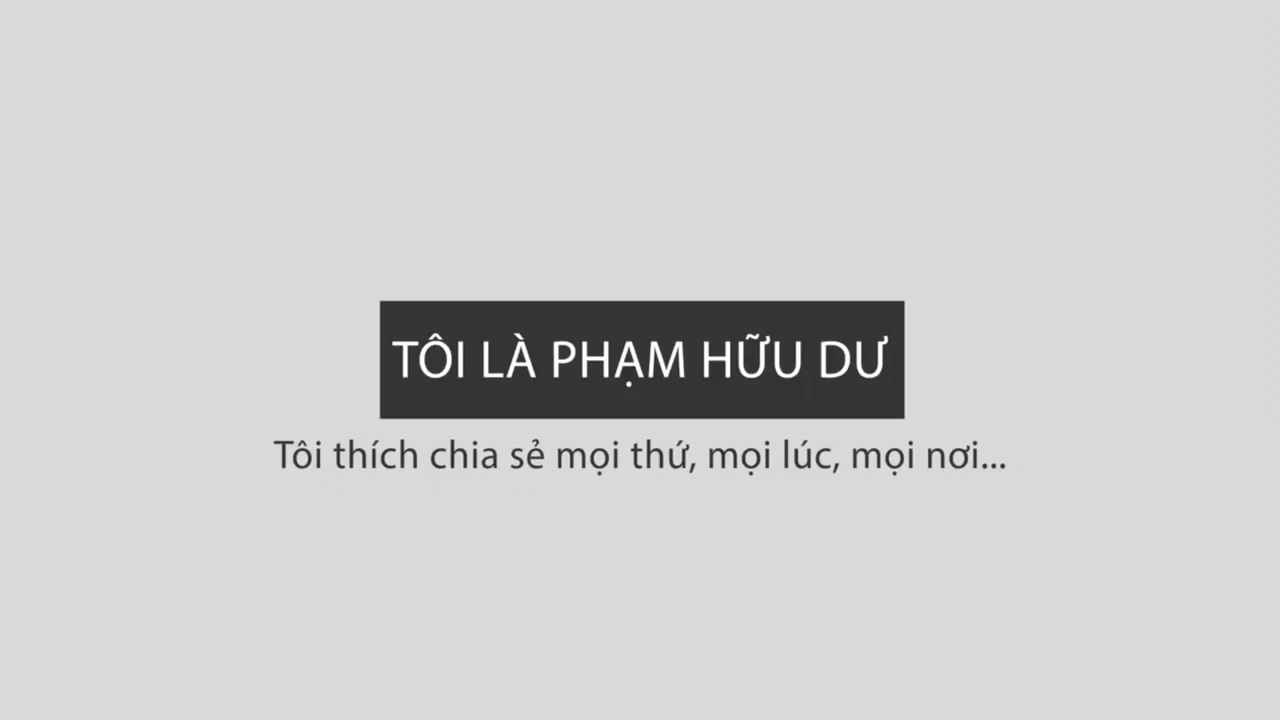 TÔI LÀ PHẠM HỮU DƯ
Tôi thích chia sẻ mọi thứ, mọi lúc, mọi nơi...